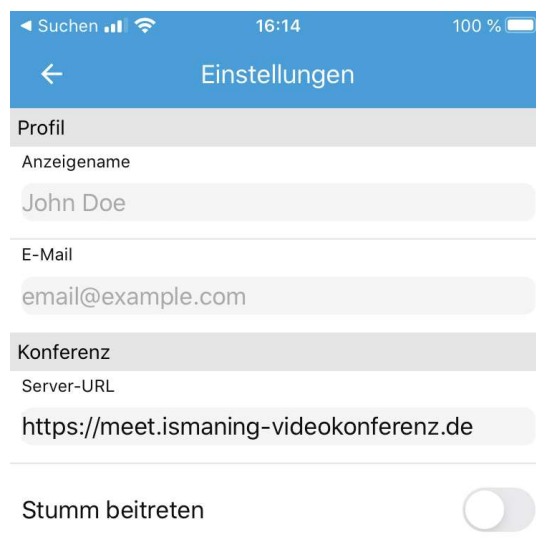 ◄ Suchen 16:14 100 %
← Einstellungen
Profil
Anzeigename
John Doe
E-Mail
email@example.com
Konferenz
Server-URL
https://meet.ismaning-videokonferenz.de
Stumm beitreten